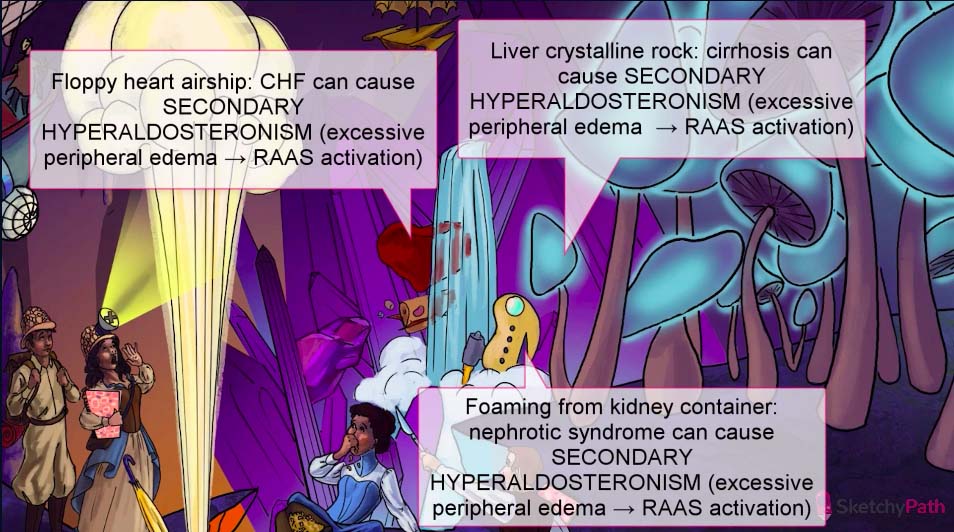 Floppy heart airship: CHF can cause
SECONDARY
HYPERALDOSTERONISM (excessive
peripheral edema → RAAS activation)
Liver crystalline rock: cirrhosis can
cause SECONDARY
HYPERALDOSTERONISM (excessive
peripheral edema → RAAS activation)
Foaming from kidney container:
nephrotic syndrome can cause
SECONDARY
HYPERALDOSTERONISM (excessive
peripheral edema → RAAS activation)
SketchyPath